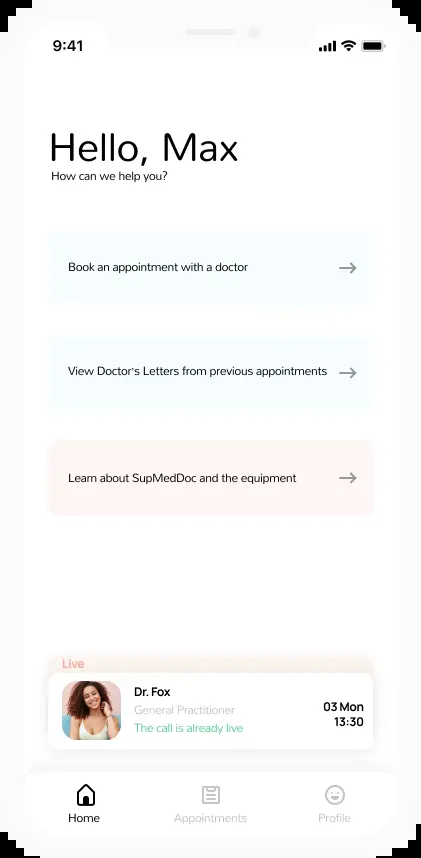 9:41
Hello, Max
How can we help you?
Book an appointment with a doctor
View Doctor's Letters from previous appointments
Learn about SupMedDoc and the equipment
Live
Dr. Fox
General Practitioner
03 Mon
The call is already live
13:30
Home
Appointments
Profile